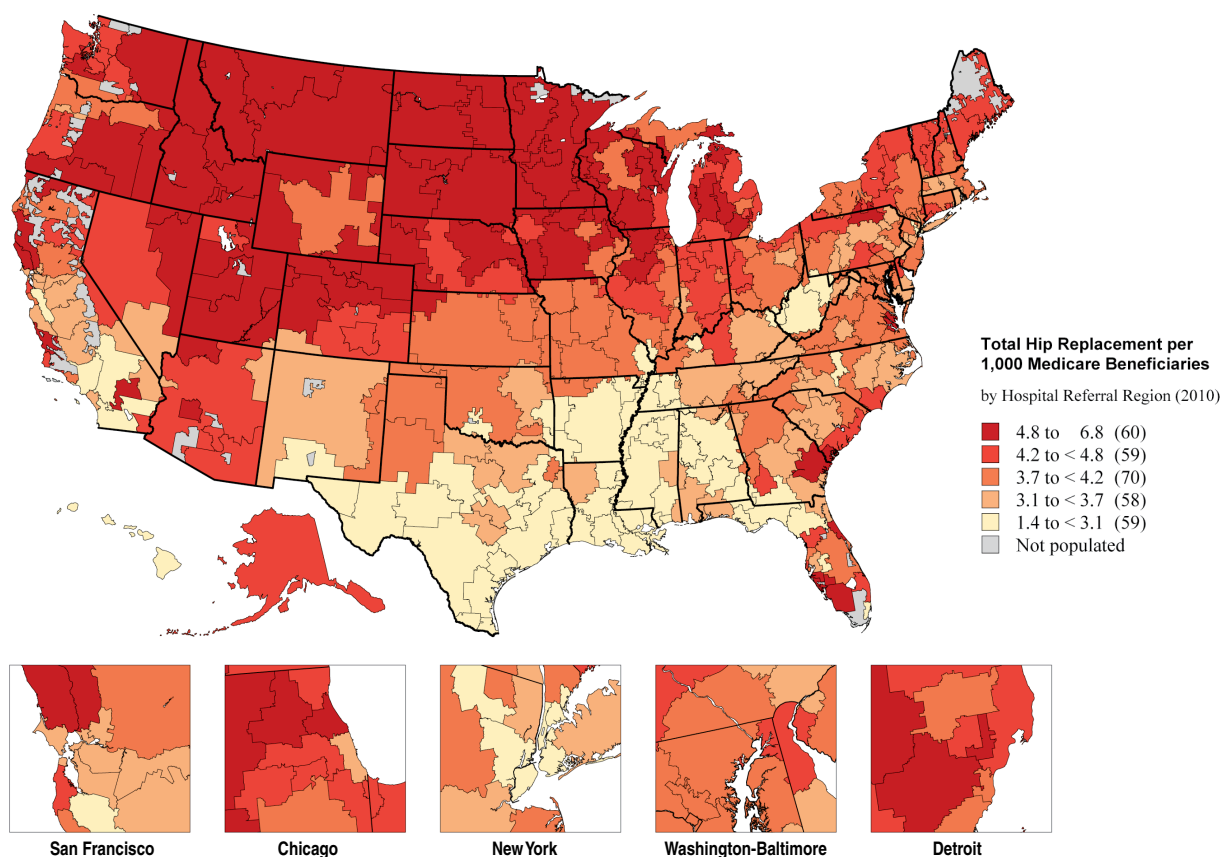 Total Hip Replacement per
1,000 Medicare Beneficiaries
by Hospital Referral Region (2010)
4.8 to 6.8 (60)
4.2 to < 4.8 (59)
3.7 to < 4.2 (70)
3.1 to < 3.7 (58)
1.4 to < 3.1 (59)
Not populated
San Francisco
Chicago
New York
Washington-Baltimore
Detroit